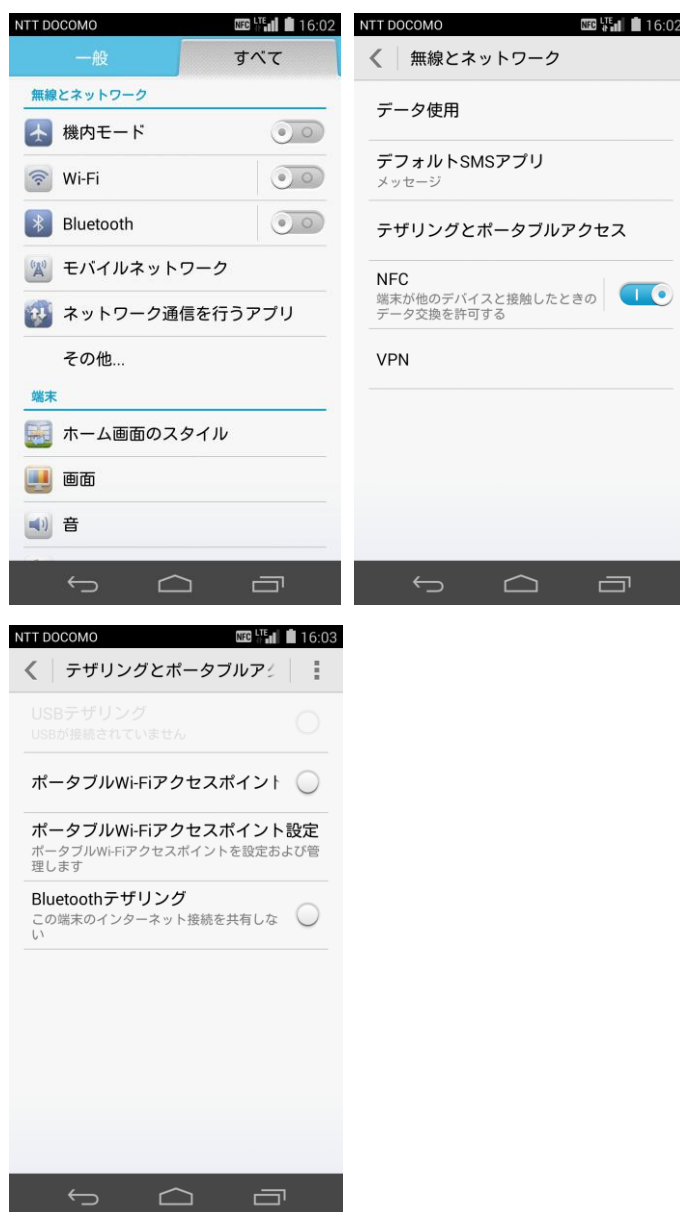 NTT DOCOMO NFC LTE 16:02
一般 すべて
無線とネットワーク
機内モード
Wi-Fi
Bluetooth
モバイルネットワーク
ネットワーク通信を行うアプリ
その他...
端末
ホーム画面のスタイル
画面
音
NTT DOCOMO NFC LTE 16:02
無線とネットワーク
データ使用
デフォルトSMSアプリ
メッセージ
テザリングとポータブルアクセス
NFC
端末が他のデバイスと接触したときの
データ交換を許可する
VPN
NTT DOCOMO NFC LTE 16:03
テザリングとポータブルア
USBテザリング
USBが接続されていません
ポータブルWi-Fiアクセスポイント
ポータブルWi-Fiアクセスポイント設定
ポータブルWi-Fiアクセスポイントを設定および管
理します
Bluetoothテザリング
この端末のインターネット接続を共有しな
い